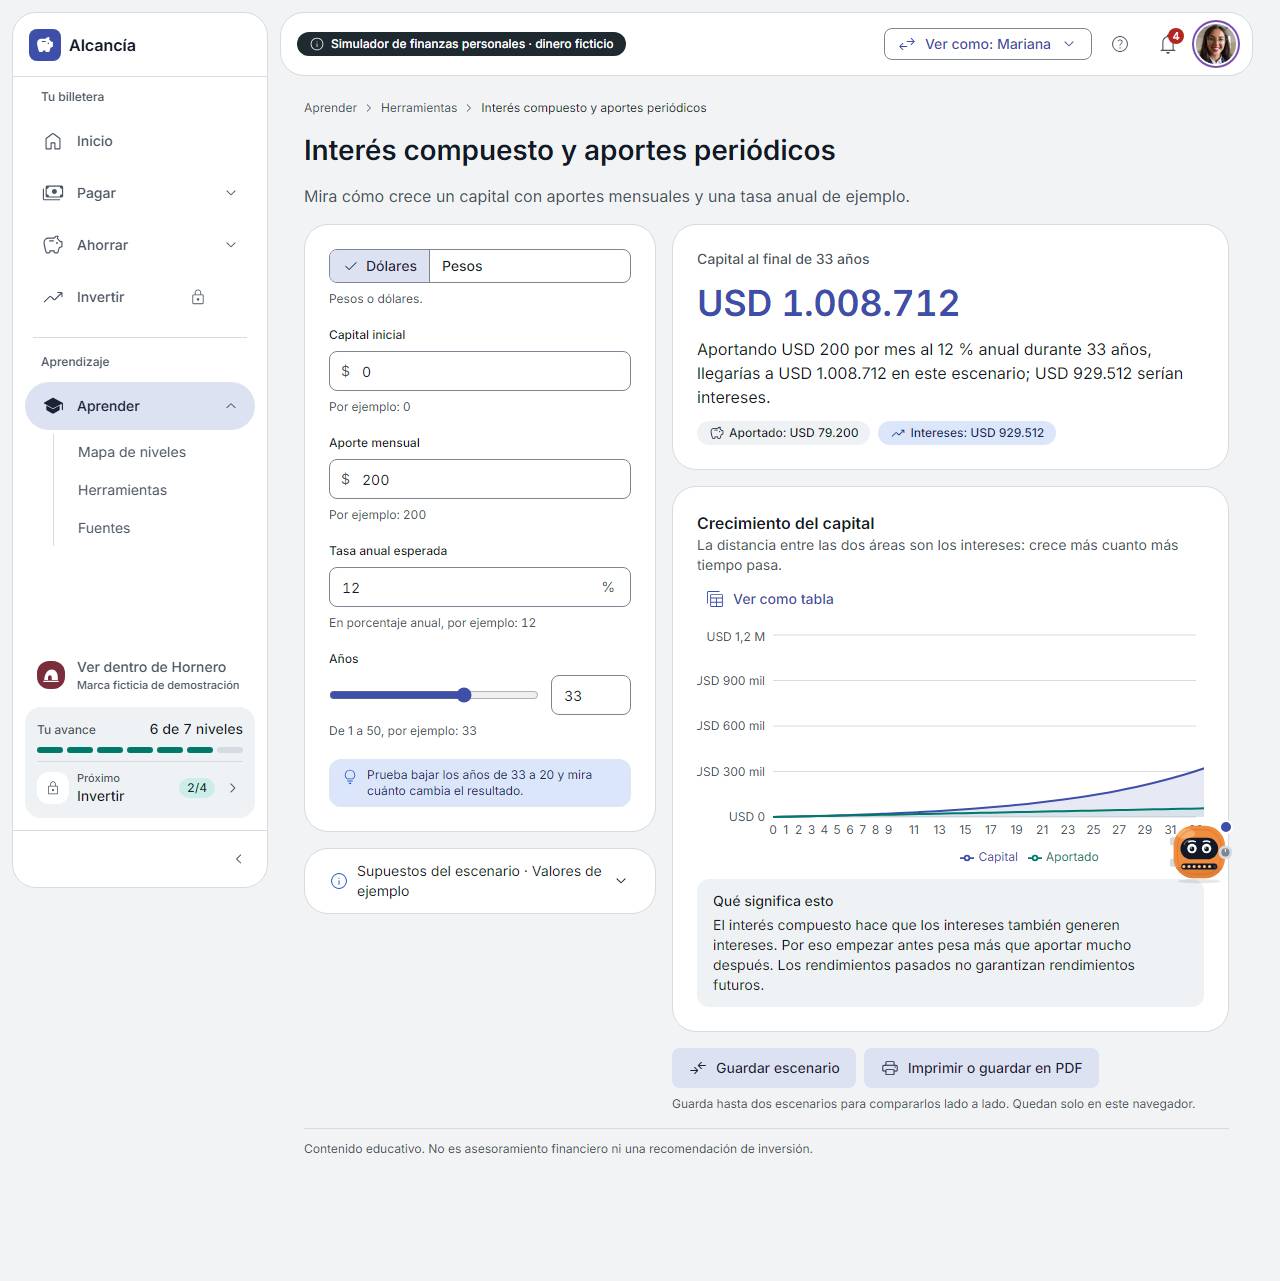 Alcancía
Simulador de finanzas personales · dinero ficticio
Ver como: Mariana
4
Tu billetera
Inicio
Pagar
Ahorrar
Invertir
Aprendizaje
Aprender
Mapa de niveles
Herramientas
Fuentes
Ver dentro de Hornero
Marca ficticia de demostración
Tu avance
6 de 7 niveles
Próximo
Invertir
2/4
Aprender
Herramientas
Interés compuesto y aportes periódicos
Interés compuesto y aportes periódicos
Mira cómo crece un capital con aportes mensuales y una tasa anual de ejemplo.
Dólares
Pesos
Pesos o dólares.
Capital inicial
$ 0
Por ejemplo: 0
Aporte mensual
$ 200
Por ejemplo: 200
Tasa anual esperada
12 %
En porcentaje anual, por ejemplo: 12
Años
33
De 1 a 50, por ejemplo: 33
Prueba bajar los años de 33 a 20 y mira
cuánto cambia el resultado.
Supuestos del escenario · Valores de
ejemplo
Capital al final de 33 años
USD 1.008.712
Aportando USD 200 por mes al 12 % anual durante 33 años,
llegarías a USD 1.008.712 en este escenario; USD 929.512 serían
intereses.
Aportado: USD 79.200
Intereses: USD 929.512
Crecimiento del capital
La distancia entre las dos áreas son los intereses: crece más cuanto más
tiempo pasa.
Ver como tabla
USD 1,2 M
USD 900 mil
USD 600 mil
USD 300 mil
USD 0
0 1 2 3 4 5 6 7 8 9 11 13 15 17 19 21 23 25 27 29 31
Capital
Aportado
Qué significa esto
El interés compuesto hace que los intereses también generen
intereses. Por eso empezar antes pesa más que aportar mucho
después. Los rendimientos pasados no garantizan rendimientos
futuros.
Guardar escenario
Imprimir o guardar en PDF
Guarda hasta dos escenarios para compararlos lado a lado. Quedan solo en este navegador.
Contenido educativo. No es asesoramiento financiero ni una recomendación de inversión.